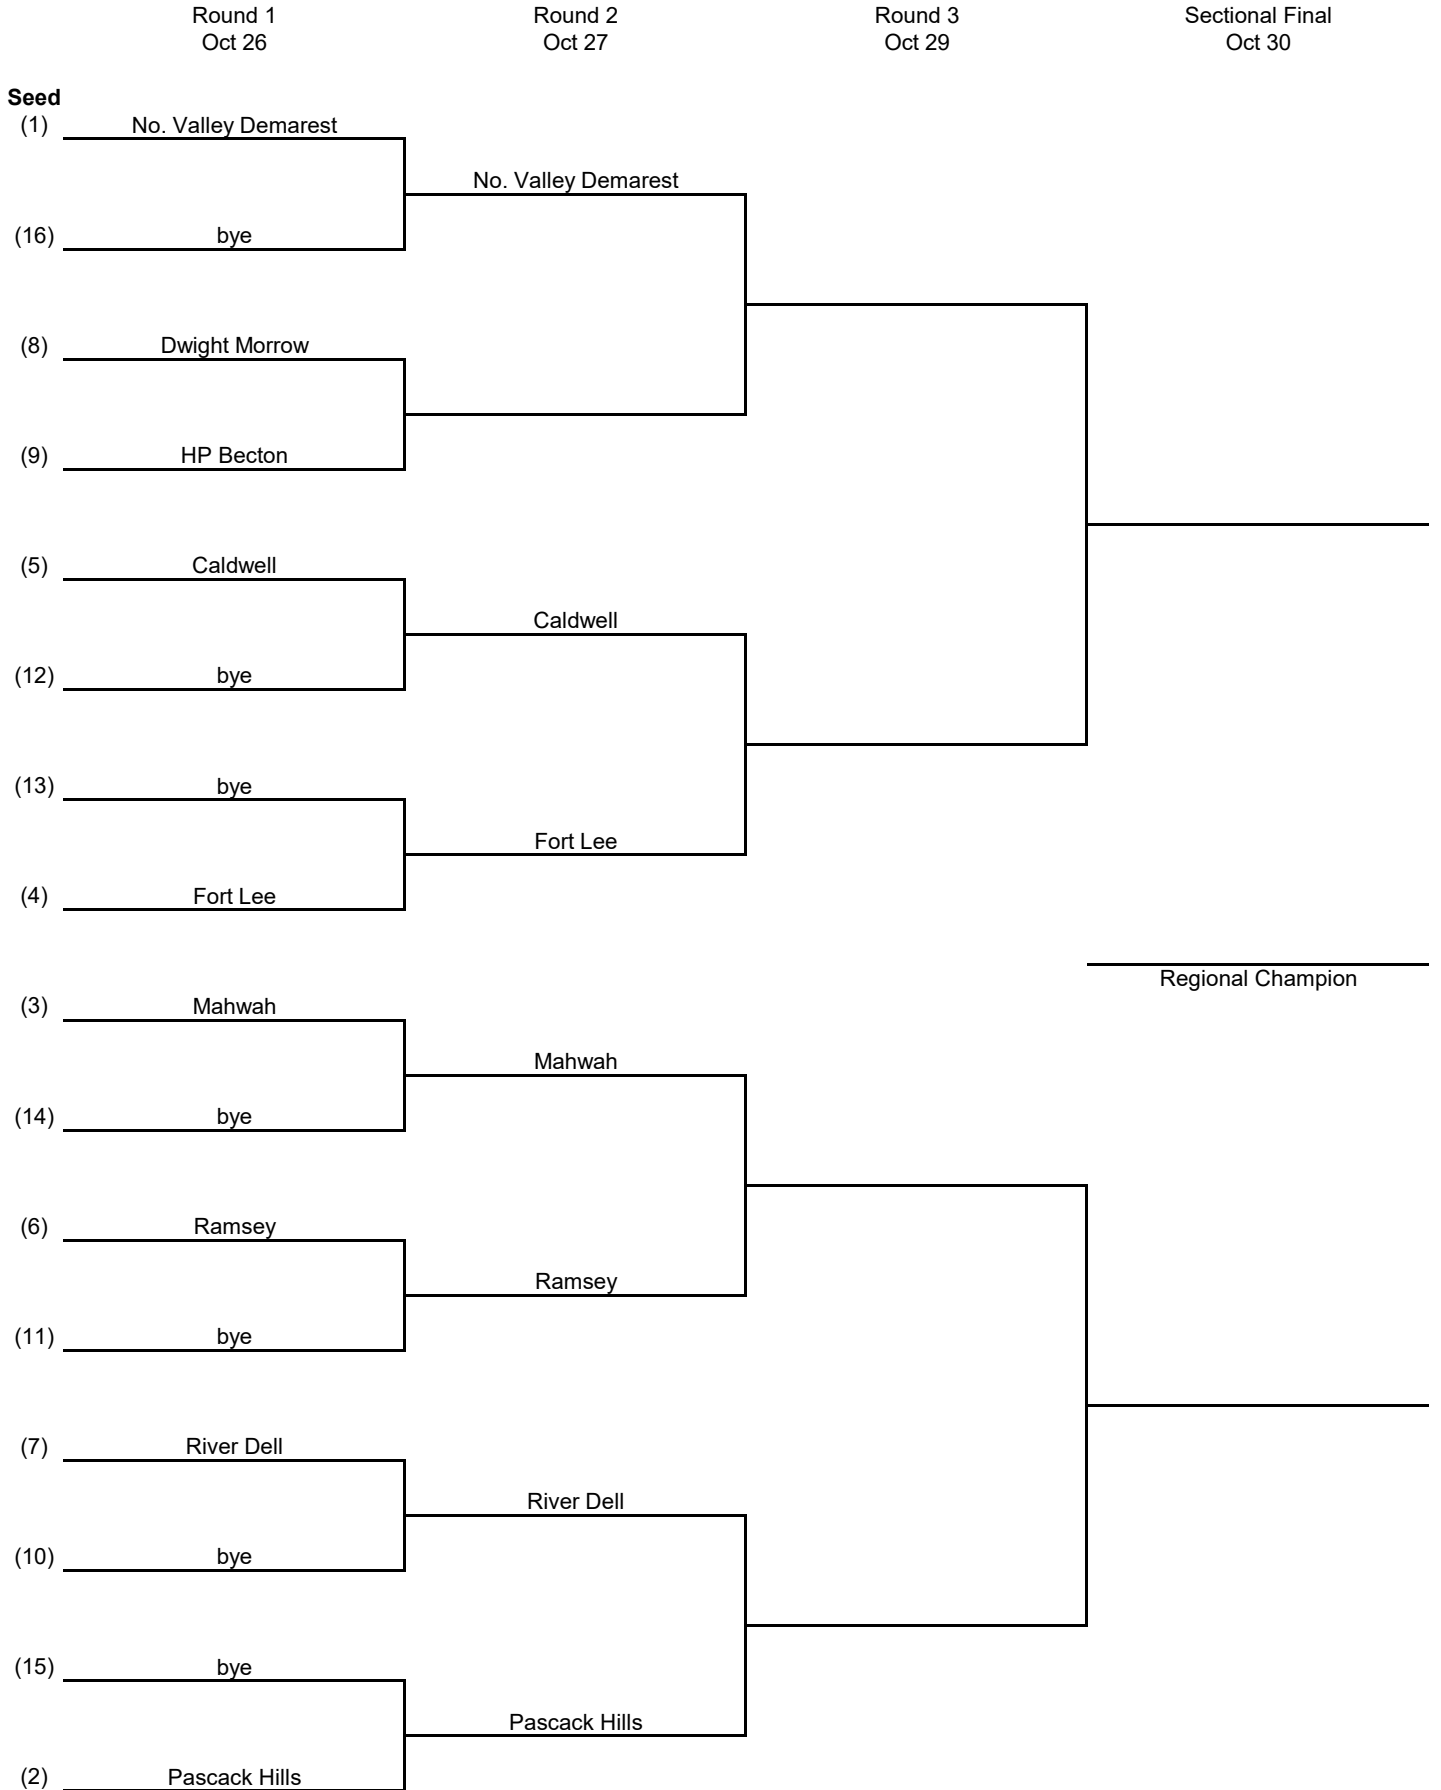 Round 1 Round 2 Round 3 Sectional Final
Oct 26 Oct 27 Oct 29 Oct 30
Seed
(1) No. Valley Demarest
No. Valley Demarest
(16) bye
(8) Dwight Morrow
(9) HP Becton
(5) Caldwell
Caldwell
(12) bye
(13) bye
Fort Lee
(4) Fort Lee
Regional Champion
(3) Mahwah
Mahwah
(14) bye
(6) Ramsey
Ramsey
(11) bye
(7) River Dell
River Dell
(10) bye
(15) bye
Pascack Hills
(2) Pascack Hills